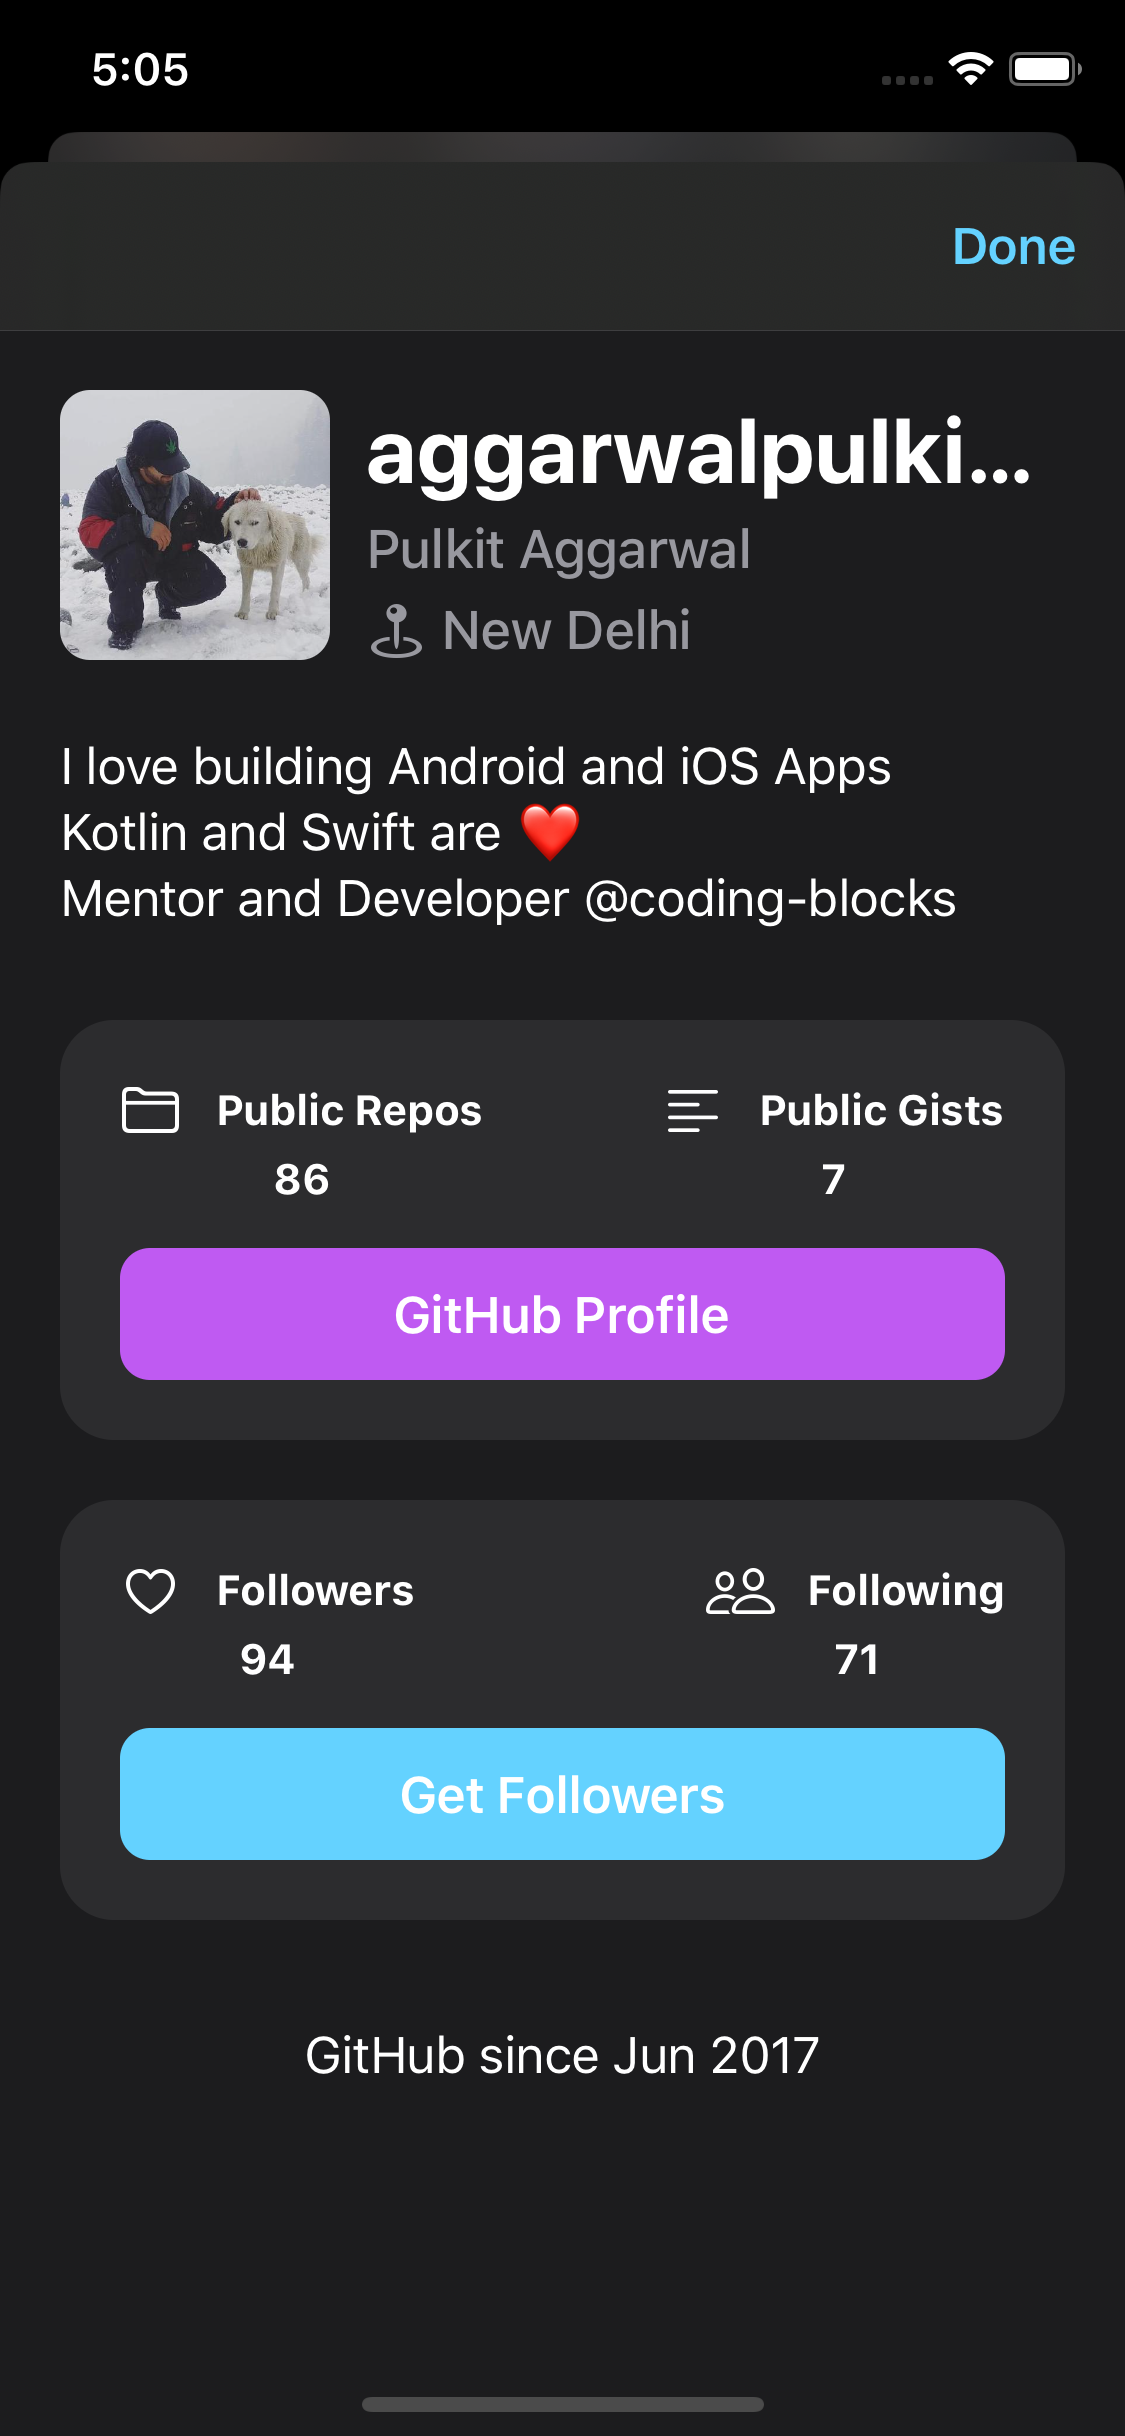 5:05
Done
aggarwalpulki...
Pulkit Aggarwal
New Delhi
I love building Android and iOS Apps
Kotlin and Swift are ❤️
Mentor and Developer @coding-blocks
Public Repos
86
Public Gists
7
GitHub Profile
Followers
94
Following
71
Get Followers
GitHub since Jun 2017